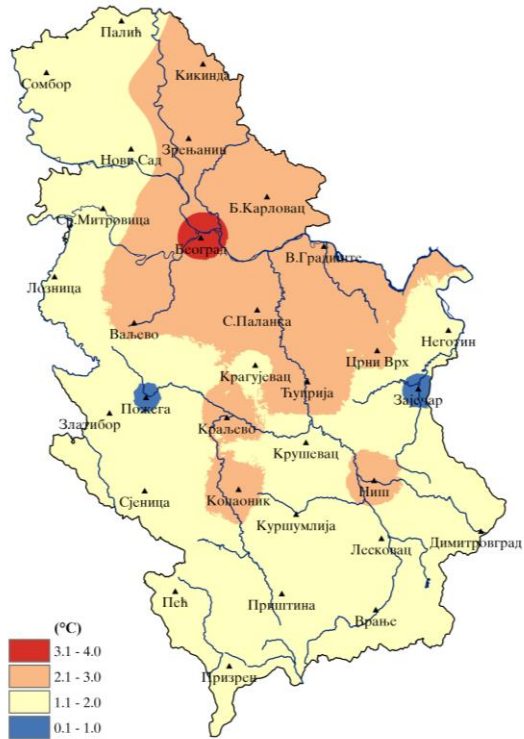 Палић
Кикинда
Сомбор
Зрењанин
Нови Сад
Б.Карловац
Ср.Митровица
Београд
В.Градиште
Лозница
С.Паланка
Ваљево
Неготин
Црни Врх
Крагујевац
Ћуприја
Зајечар
Пожега
Златибор
Краљево
Крушевац
Ниш
Копаоник
Сјеница
Куршумлија
Димитровград
Лесковац
Пећ
Приштина
Врање
Призрен
(°C)
3.1 - 4.0
2.1 - 3.0
1.1 - 2.0
0.1 - 1.0